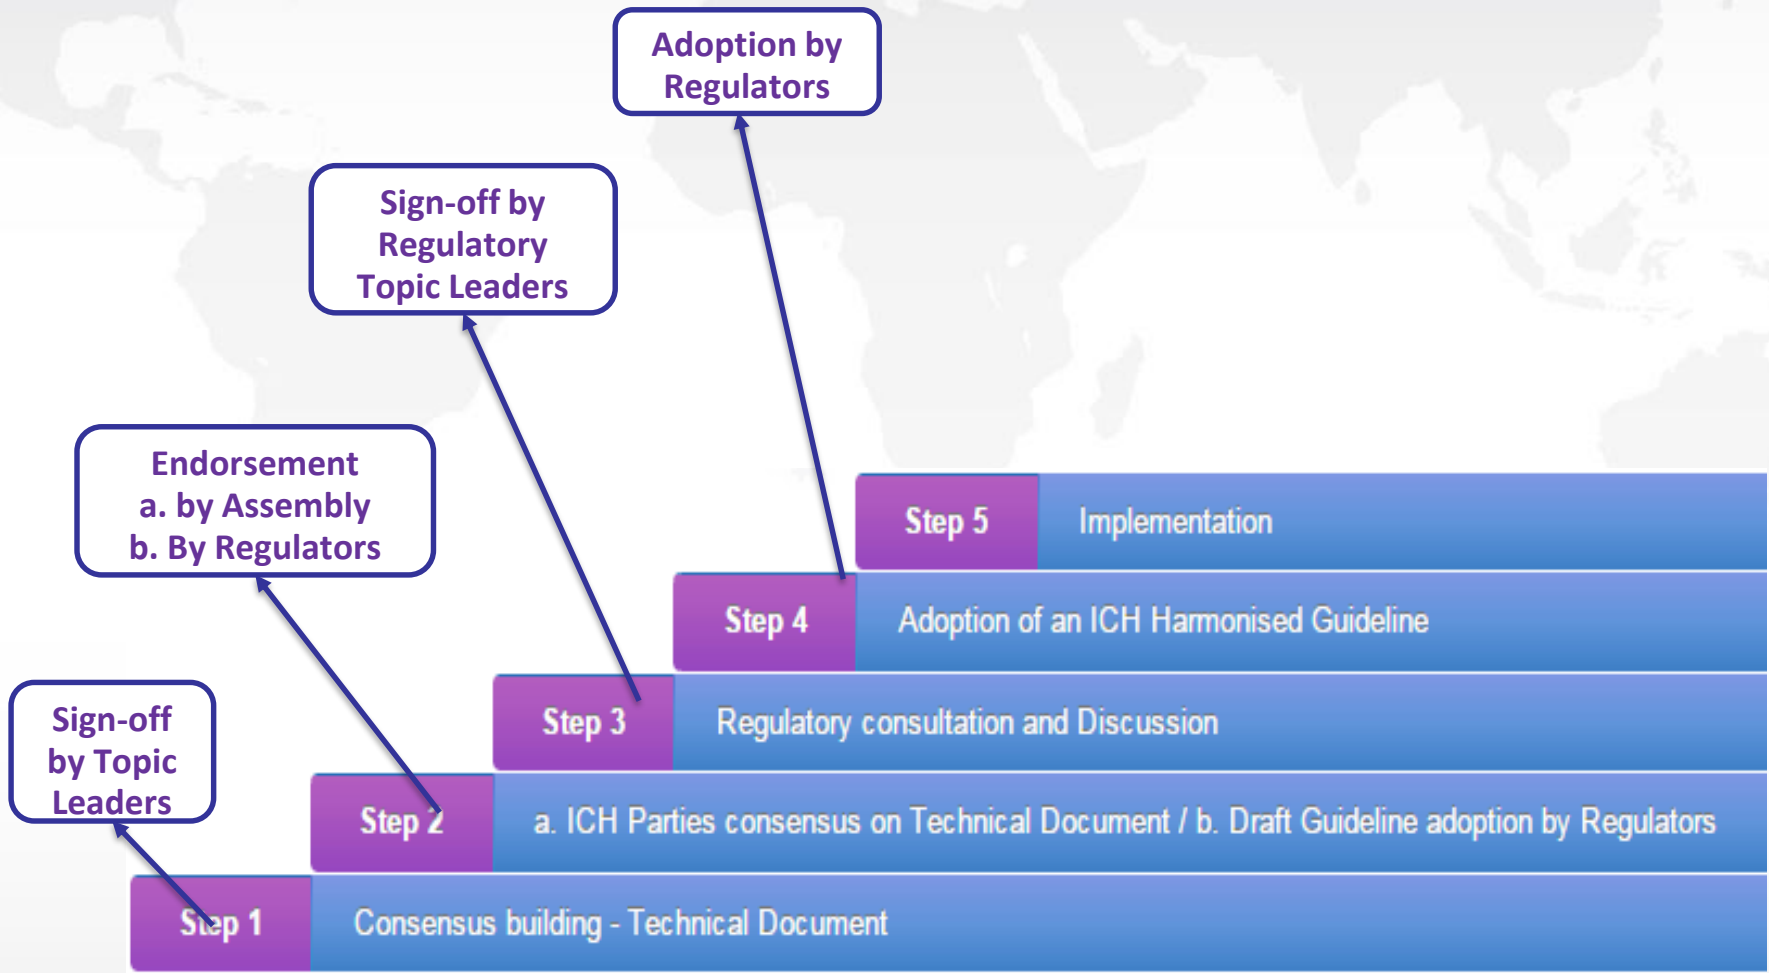 Adoption by
Regulators
Sign-off by
Regulatory
Topic Leaders
Endorsement
a. by Assembly
b. By Regulators
Sign-off
by Topic
Leaders
Step 5 Implementation
Step 4 Adoption of an ICH Harmonised Guideline
Step 3 Regulatory consultation and Discussion
Step 2 a. ICH Parties consensus on Technical Document / b. Draft Guideline adoption by Regulators
Step 1 Consensus building - Technical Document